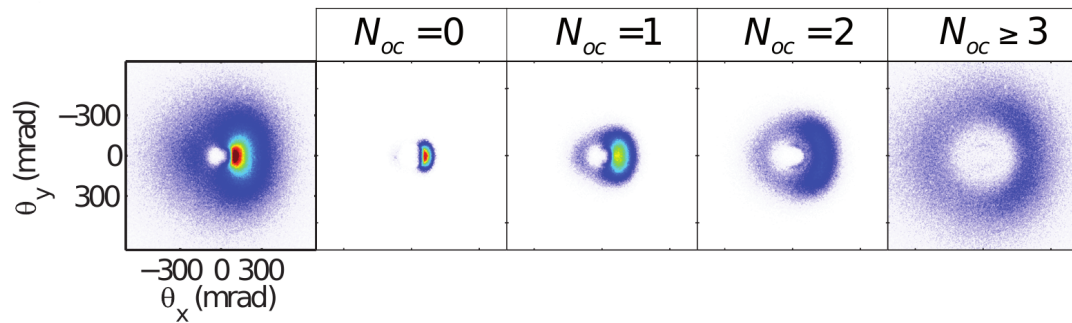 N_oc =0 N_oc =1 N_oc =2 N_oc ≥ 3
−300
0
300
θ_y (mrad)
−300 0 300
θ_x (mrad)